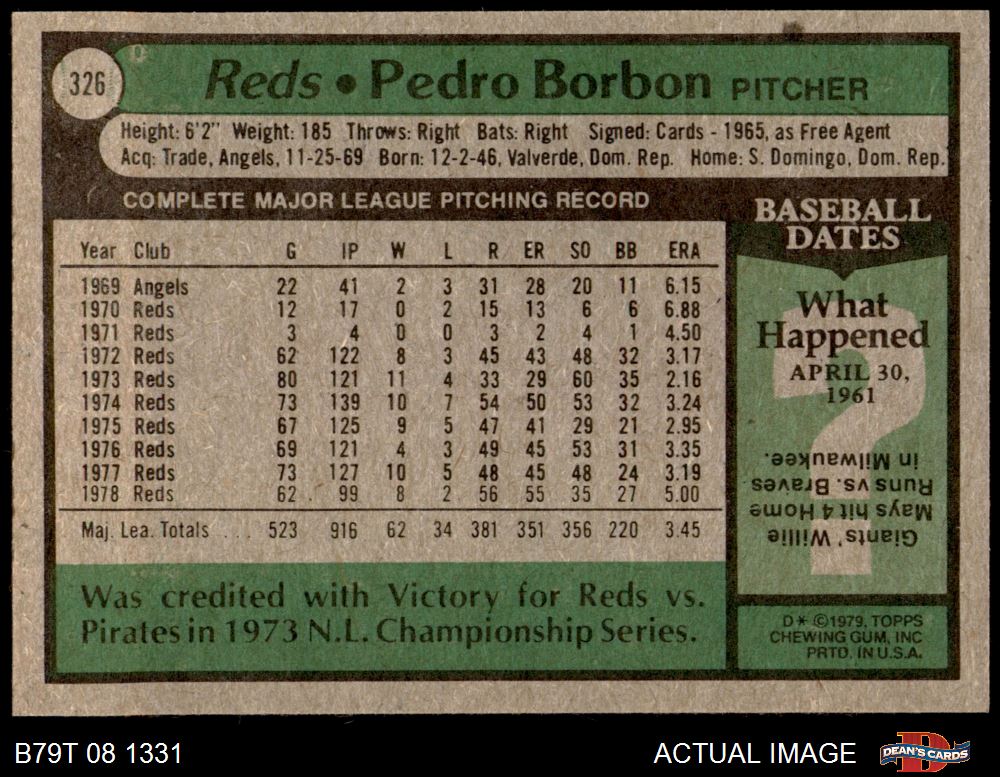 326
Reds • Pedro Borbon PITCHER
Height: 6'2" Weight: 185 Throws: Right Bats: Right Signed: Cards - 1965, as Free Agent
Acq: Trade, Angels, 11-25-69 Born: 12-2-46, Valverde, Dom. Rep. Home: S. Domingo, Dom. Rep.
COMPLETE MAJOR LEAGUE PITCHING RECORD
Year Club G IP W L R ER SO BB ERA
1969 Angels 22 41 2 3 31 28 20 11 6.15
1970 Reds 12 17 0 2 15 13 6 6 6.88
1971 Reds 3 4 0 0 3 2 4 1 4.50
1972 Reds 62 122 8 3 45 43 48 32 3.17
1973 Reds 80 121 11 4 33 29 60 35 2.16
1974 Reds 73 139 10 7 54 50 53 32 3.24
1975 Reds 67 125 9 5 47 41 29 21 2.95
1976 Reds 69 121 4 3 49 45 53 31 3.35
1977 Reds 73 127 10 5 48 45 48 24 3.19
1978 Reds 62 99 8 2 56 55 35 27 5.00
Maj. Lea. Totals . . . 523 916 62 34 381 351 356 220 3.45
Was credited with Victory for Reds vs.
Pirates in 1973 N.L. Championship Series.
BASEBALL
DATES
What
Happened
APRIL 30,
1961
Giants' Willie
Mays hit 4 Home
Runs vs. Braves
in Milwaukee.
D* ©1979, TOPPS
CHEWING GUM, INC
PRTD. IN U.S.A.
B79T 08 1331
ACTUAL IMAGE
DEAN'S CARDS